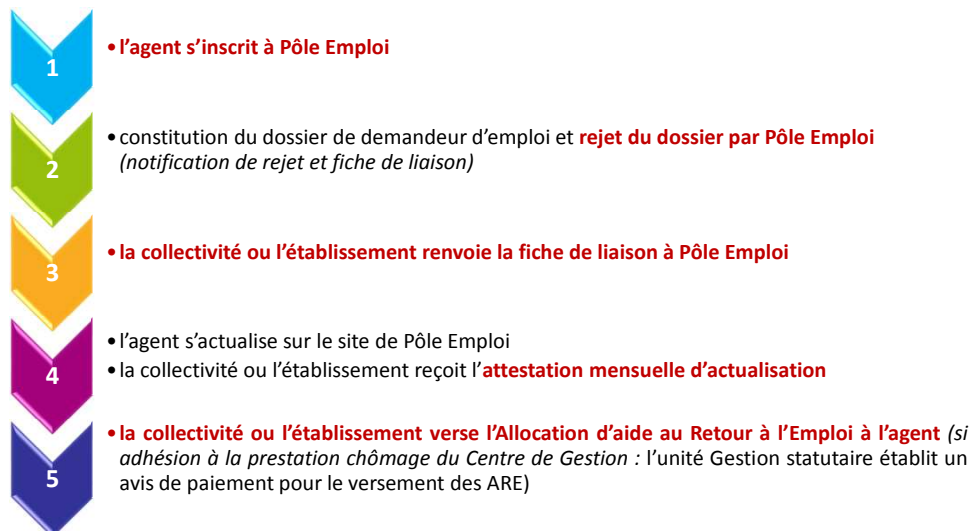 1
• l’agent s’inscrit à Pôle Emploi
2
• constitution du dossier de demandeur d’emploi et rejet du dossier par Pôle Emploi
(notification de rejet et fiche de liaison)
3
• la collectivité ou l’établissement renvoie la fiche de liaison à Pôle Emploi
4
• l’agent s’actualise sur le site de Pôle Emploi
• la collectivité ou l’établissement reçoit l’attestation mensuelle d’actualisation
5
• la collectivité ou l’établissement verse l’Allocation d’aide au Retour à l’Emploi à l’agent (si
adhésion à la prestation chômage du Centre de Gestion : l’unité Gestion statutaire établit un
avis de paiement pour le versement des ARE)